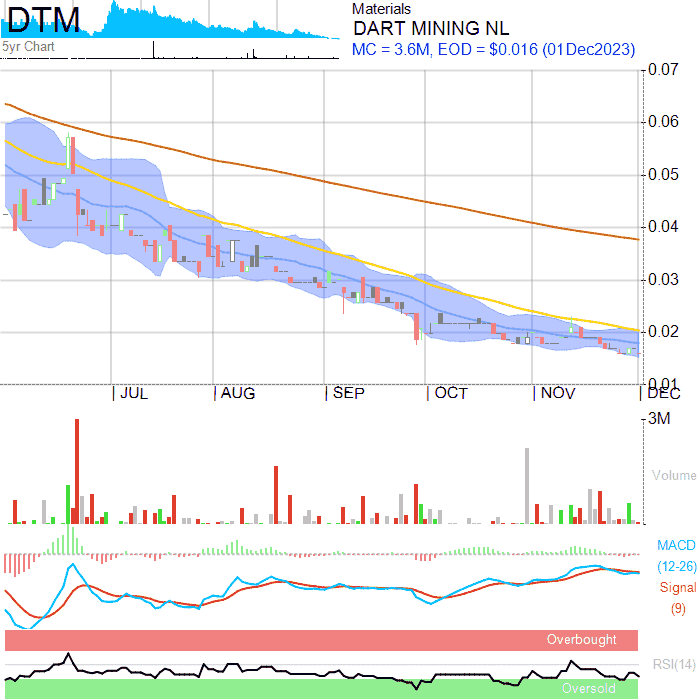 DTM
5yr Chart
Materials
DART MINING NL
MC = 3.6M, EOD = $0.016 (01Dec2023)
0.07
0.06
0.05
0.04
0.03
0.02
0.01
JUL AUG SEP OCT NOV DEC
3M
Volume
MACD
(12-26)
Signal
(9)
Overbought
RSI(14)
Oversold